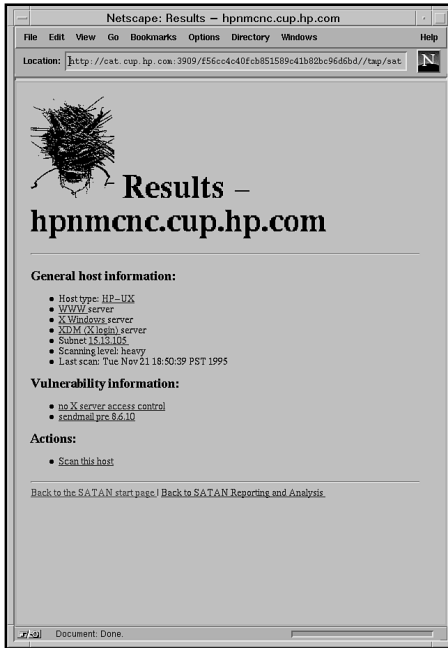 Netscape: Results – hpnmcnc.cup.hp.com
File Edit View Go Bookmarks Options Directory Windows Help
Location: http://cat.cup.hp.com:3909/f56cc4c40fcb851589c41b82bc96d6bd//tmp/sat
N
Results –
hpnmcnc.cup.hp.com
General host information:
Host type: HP–UX
WWW server
X Windows server
XDM (X login) server
Subnet 15.13.105
Scanning level: heavy
Last scan: Tue Nov 21 18:50:39 PST 1995
Vulnerability information:
no X server access control
sendmail pre 8.6.10
Actions:
Scan this host
Back to the SATAN start page | Back to SATAN Reporting and Analysis
Document: Done.